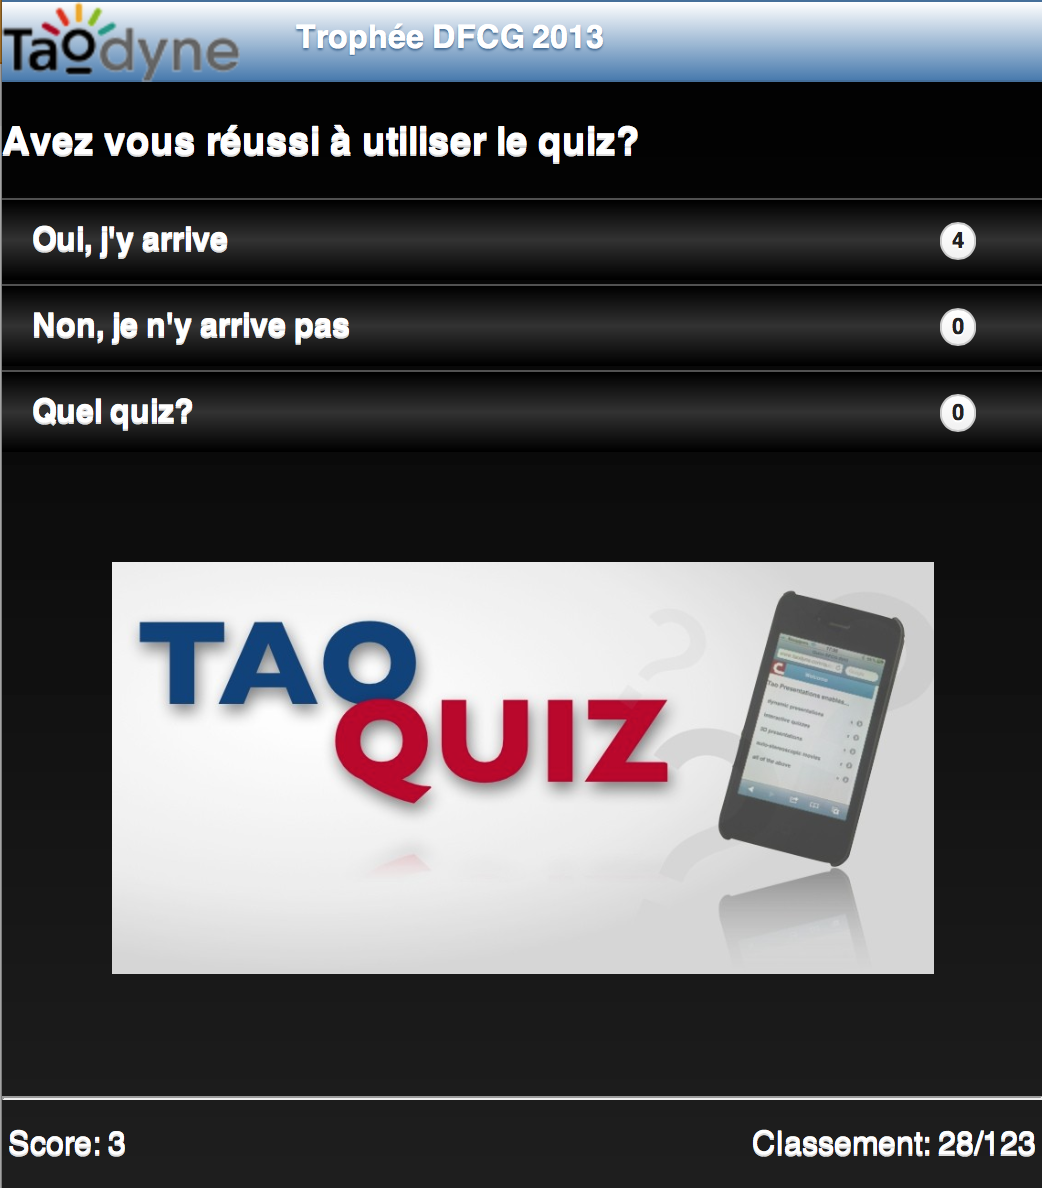 Taodyne
Trophée DFCG 2013
Avez vous réussi à utiliser le quiz?
Oui, j'y arrive
4
Non, je n'y arrive pas
0
Quel quiz?
0
TAO
QUIZ
Welcome
Tao Presentations enables...
dynamic presentations
interactive quizzes
3D presentations
auto-stereoscopic movies
all of the above
Score: 3
Classement: 28/123